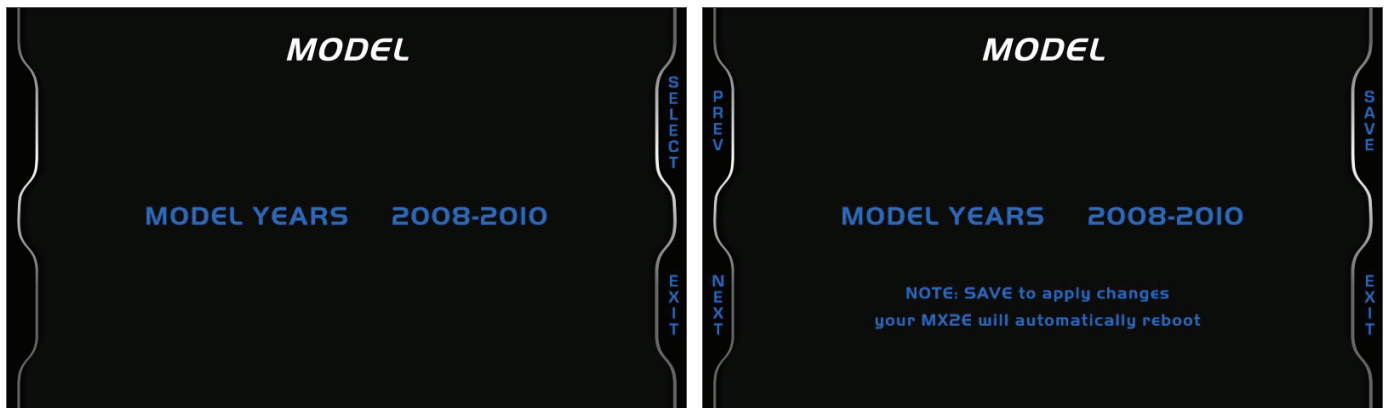 MODEL
SELECT
MODEL YEARS 2008-2010
EXIT
MODEL
PREV
SAVE
MODEL YEARS 2008-2010
NEXT
NOTE: SAVE to apply changes
your MX2E will automatically reboot
EXIT